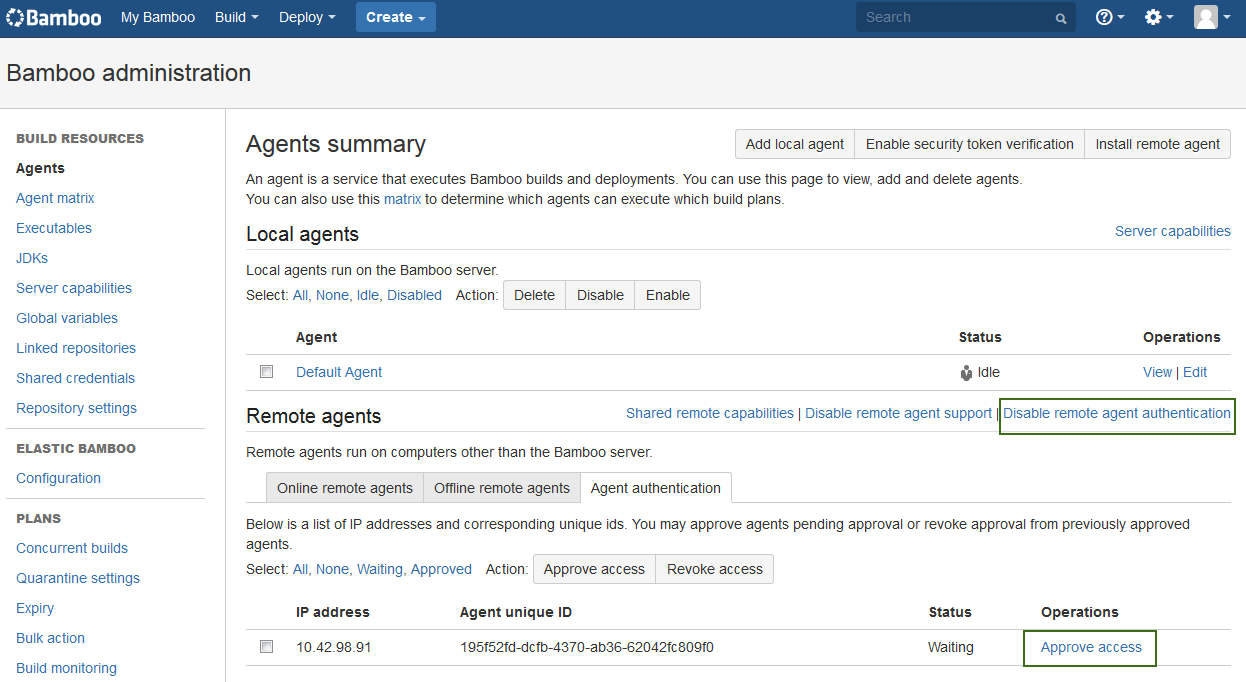 Bamboo My Bamboo Build Deploy Create Search
Bamboo administration
BUILD RESOURCES
Agents
Agent matrix
Executables
JDKs
Server capabilities
Global variables
Linked repositories
Shared credentials
Repository settings
ELASTIC BAMBOO
Configuration
PLANS
Concurrent builds
Quarantine settings
Expiry
Bulk action
Build monitoring
Agents summary
Add local agent Enable security token verification Install remote agent
An agent is a service that executes Bamboo builds and deployments. You can use this page to view, add and delete agents.
You can also use this matrix to determine which agents can execute which build plans.
Local agents Server capabilities
Local agents run on the Bamboo server.
Select: All, None, Idle, Disabled Action: Delete Disable Enable
Agent Status Operations
Default Agent Idle View | Edit
Remote agents Shared remote capabilities | Disable remote agent support | Disable remote agent authentication
Remote agents run on computers other than the Bamboo server.
Online remote agents Offline remote agents Agent authentication
Below is a list of IP addresses and corresponding unique ids. You may approve agents pending approval or revoke approval from previously approved
agents.
Select: All, None, Waiting, Approved Action: Approve access Revoke access
IP address Agent unique ID Status Operations
10.42.98.91 195f52fd-dcfb-4370-ab36-62042fc809f0 Waiting Approve access